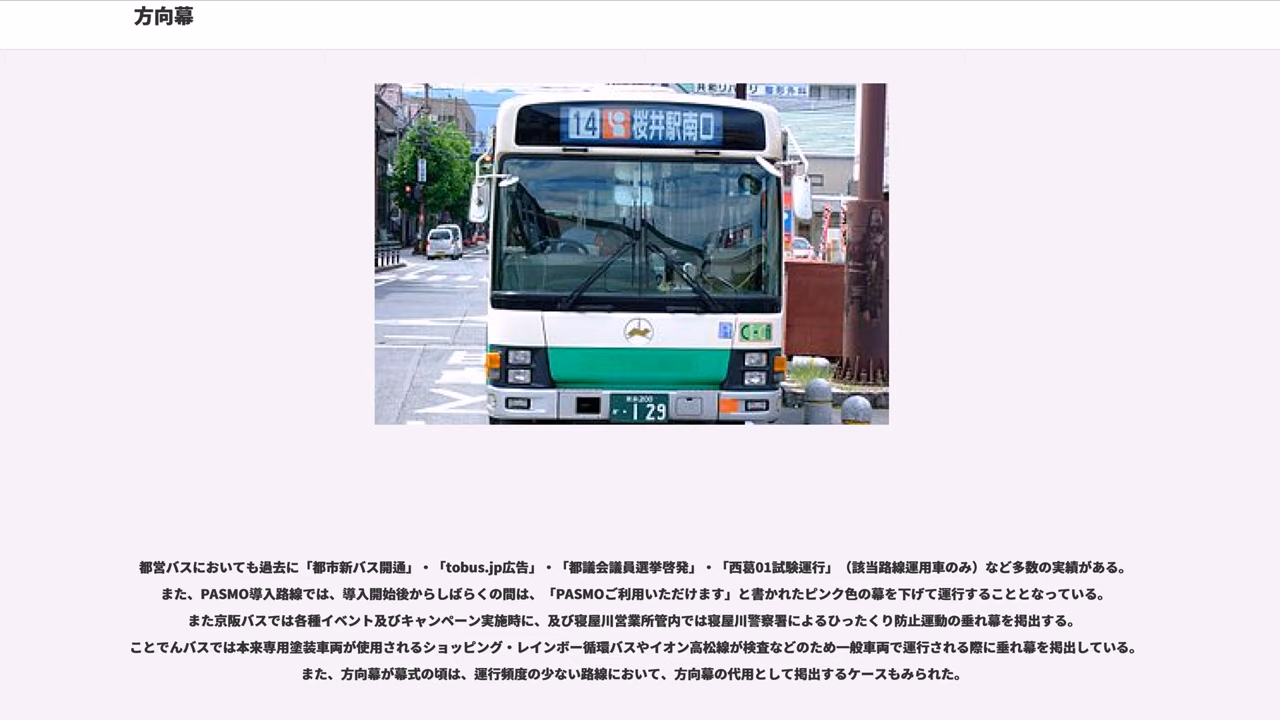 方向幕
共和リハビリ 整形外科
14 桜井駅南口
・129
都営バスにおいても過去に「都市新バス開通」・「tobus.jp広告」・「都議会議員選挙啓発」・「西葛01試験運行」（該当路線運用車のみ）など多数の実績がある。
また、PASMO導入路線では、導入開始後からしばらくの間は、「PASMOご利用いただけます」と書かれたピンク色の幕を下げて運行することとなっている。
また京阪バスでは各種イベント及びキャンペーン実施時に、及び寝屋川営業所管内では寝屋川警察署によるひったくり防止運動の垂れ幕を掲出する。
ことでんバスでは本来専用塗装車両が使用されるショッピング・レインボー循環バスやイオン高松線が検査などのため一般車両で運行される際に垂れ幕を掲出している。
また、方向幕が幕式の頃は、運行頻度の少ない路線において、方向幕の代用として掲出するケースもみられた。